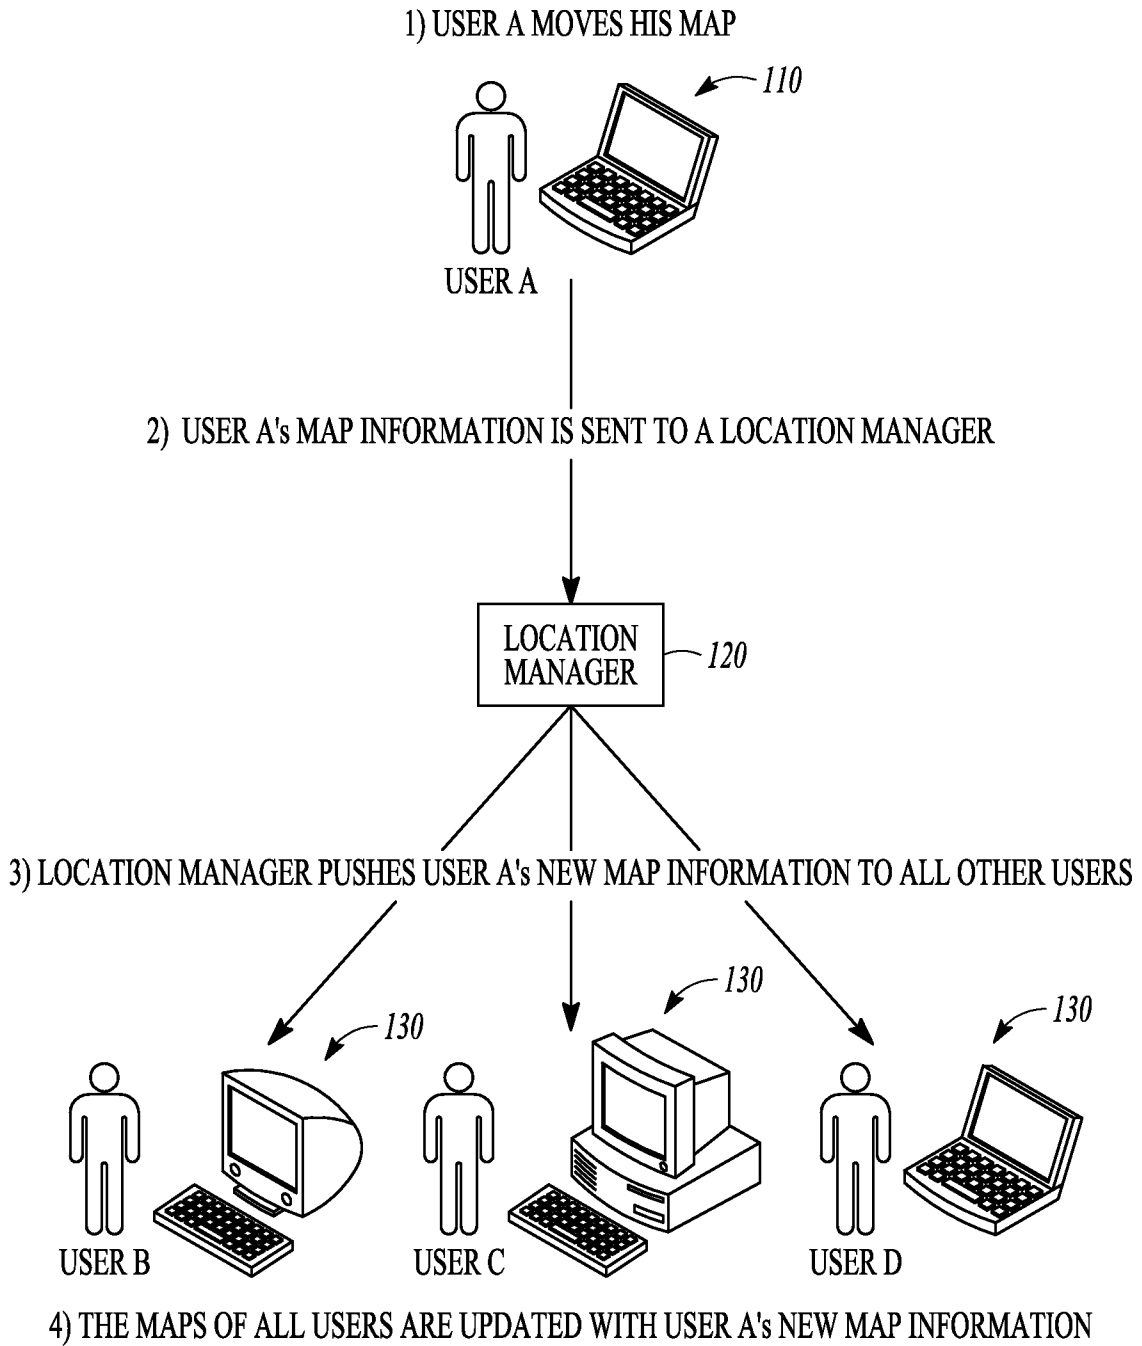 1) USER A MOVES HIS MAP
110
USER A
2) USER A's MAP INFORMATION IS SENT TO A LOCATION MANAGER
LOCATION
MANAGER
120
3) LOCATION MANAGER PUSHES USER A's NEW MAP INFORMATION TO ALL OTHER USERS
130
130
130
USER B
USER C
USER D
4) THE MAPS OF ALL USERS ARE UPDATED WITH USER A's NEW MAP INFORMATION